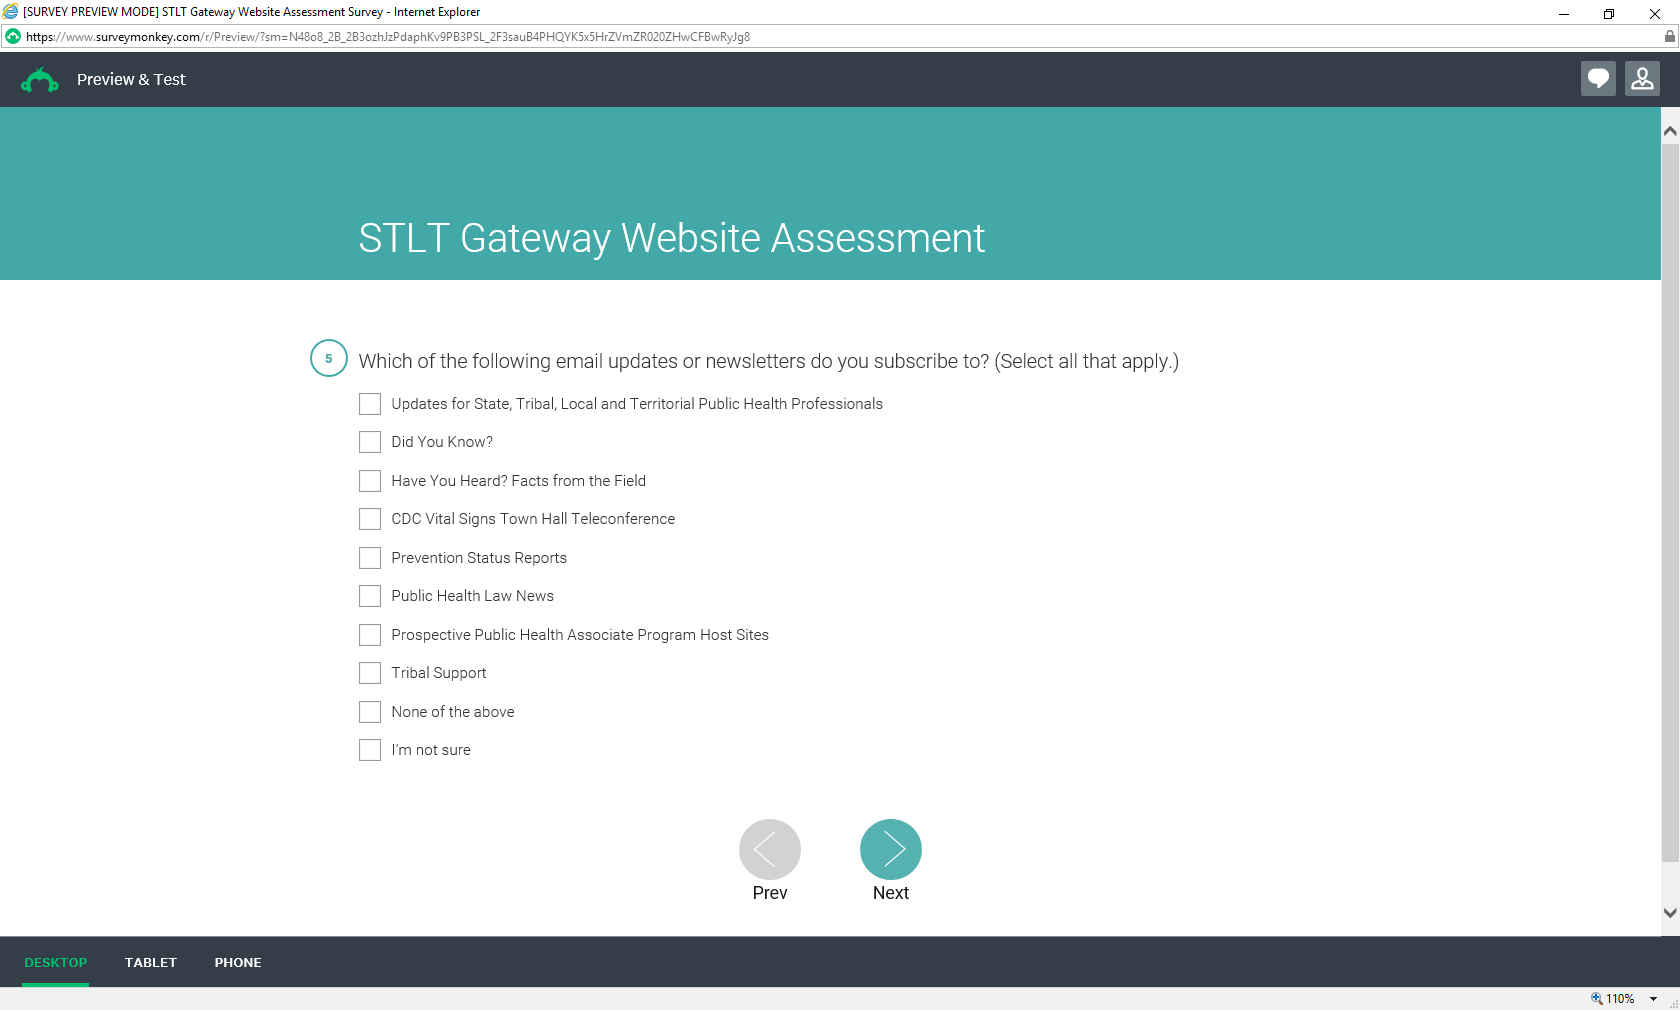 [SURVEY PREVIEW MODE] STLT Gateway Website Assessment Survey - Internet Explorer
https://www.surveymonkey.com/r/Preview/?sm=N48o8_2B_2B3ozhJzPdaphKv9PB3PSL_2F3sauB4PHQYK5x5HrZVmZR020ZHwCFBwRyJg8
Preview & Test
STLT Gateway Website Assessment
5 Which of the following email updates or newsletters do you subscribe to? (Select all that apply.)
Updates for State, Tribal, Local and Territorial Public Health Professionals
Did You Know?
Have You Heard? Facts from the Field
CDC Vital Signs Town Hall Teleconference
Prevention Status Reports
Public Health Law News
Prospective Public Health Associate Program Host Sites
Tribal Support
None of the above
I'm not sure
Prev Next
DESKTOP TABLET PHONE
110%